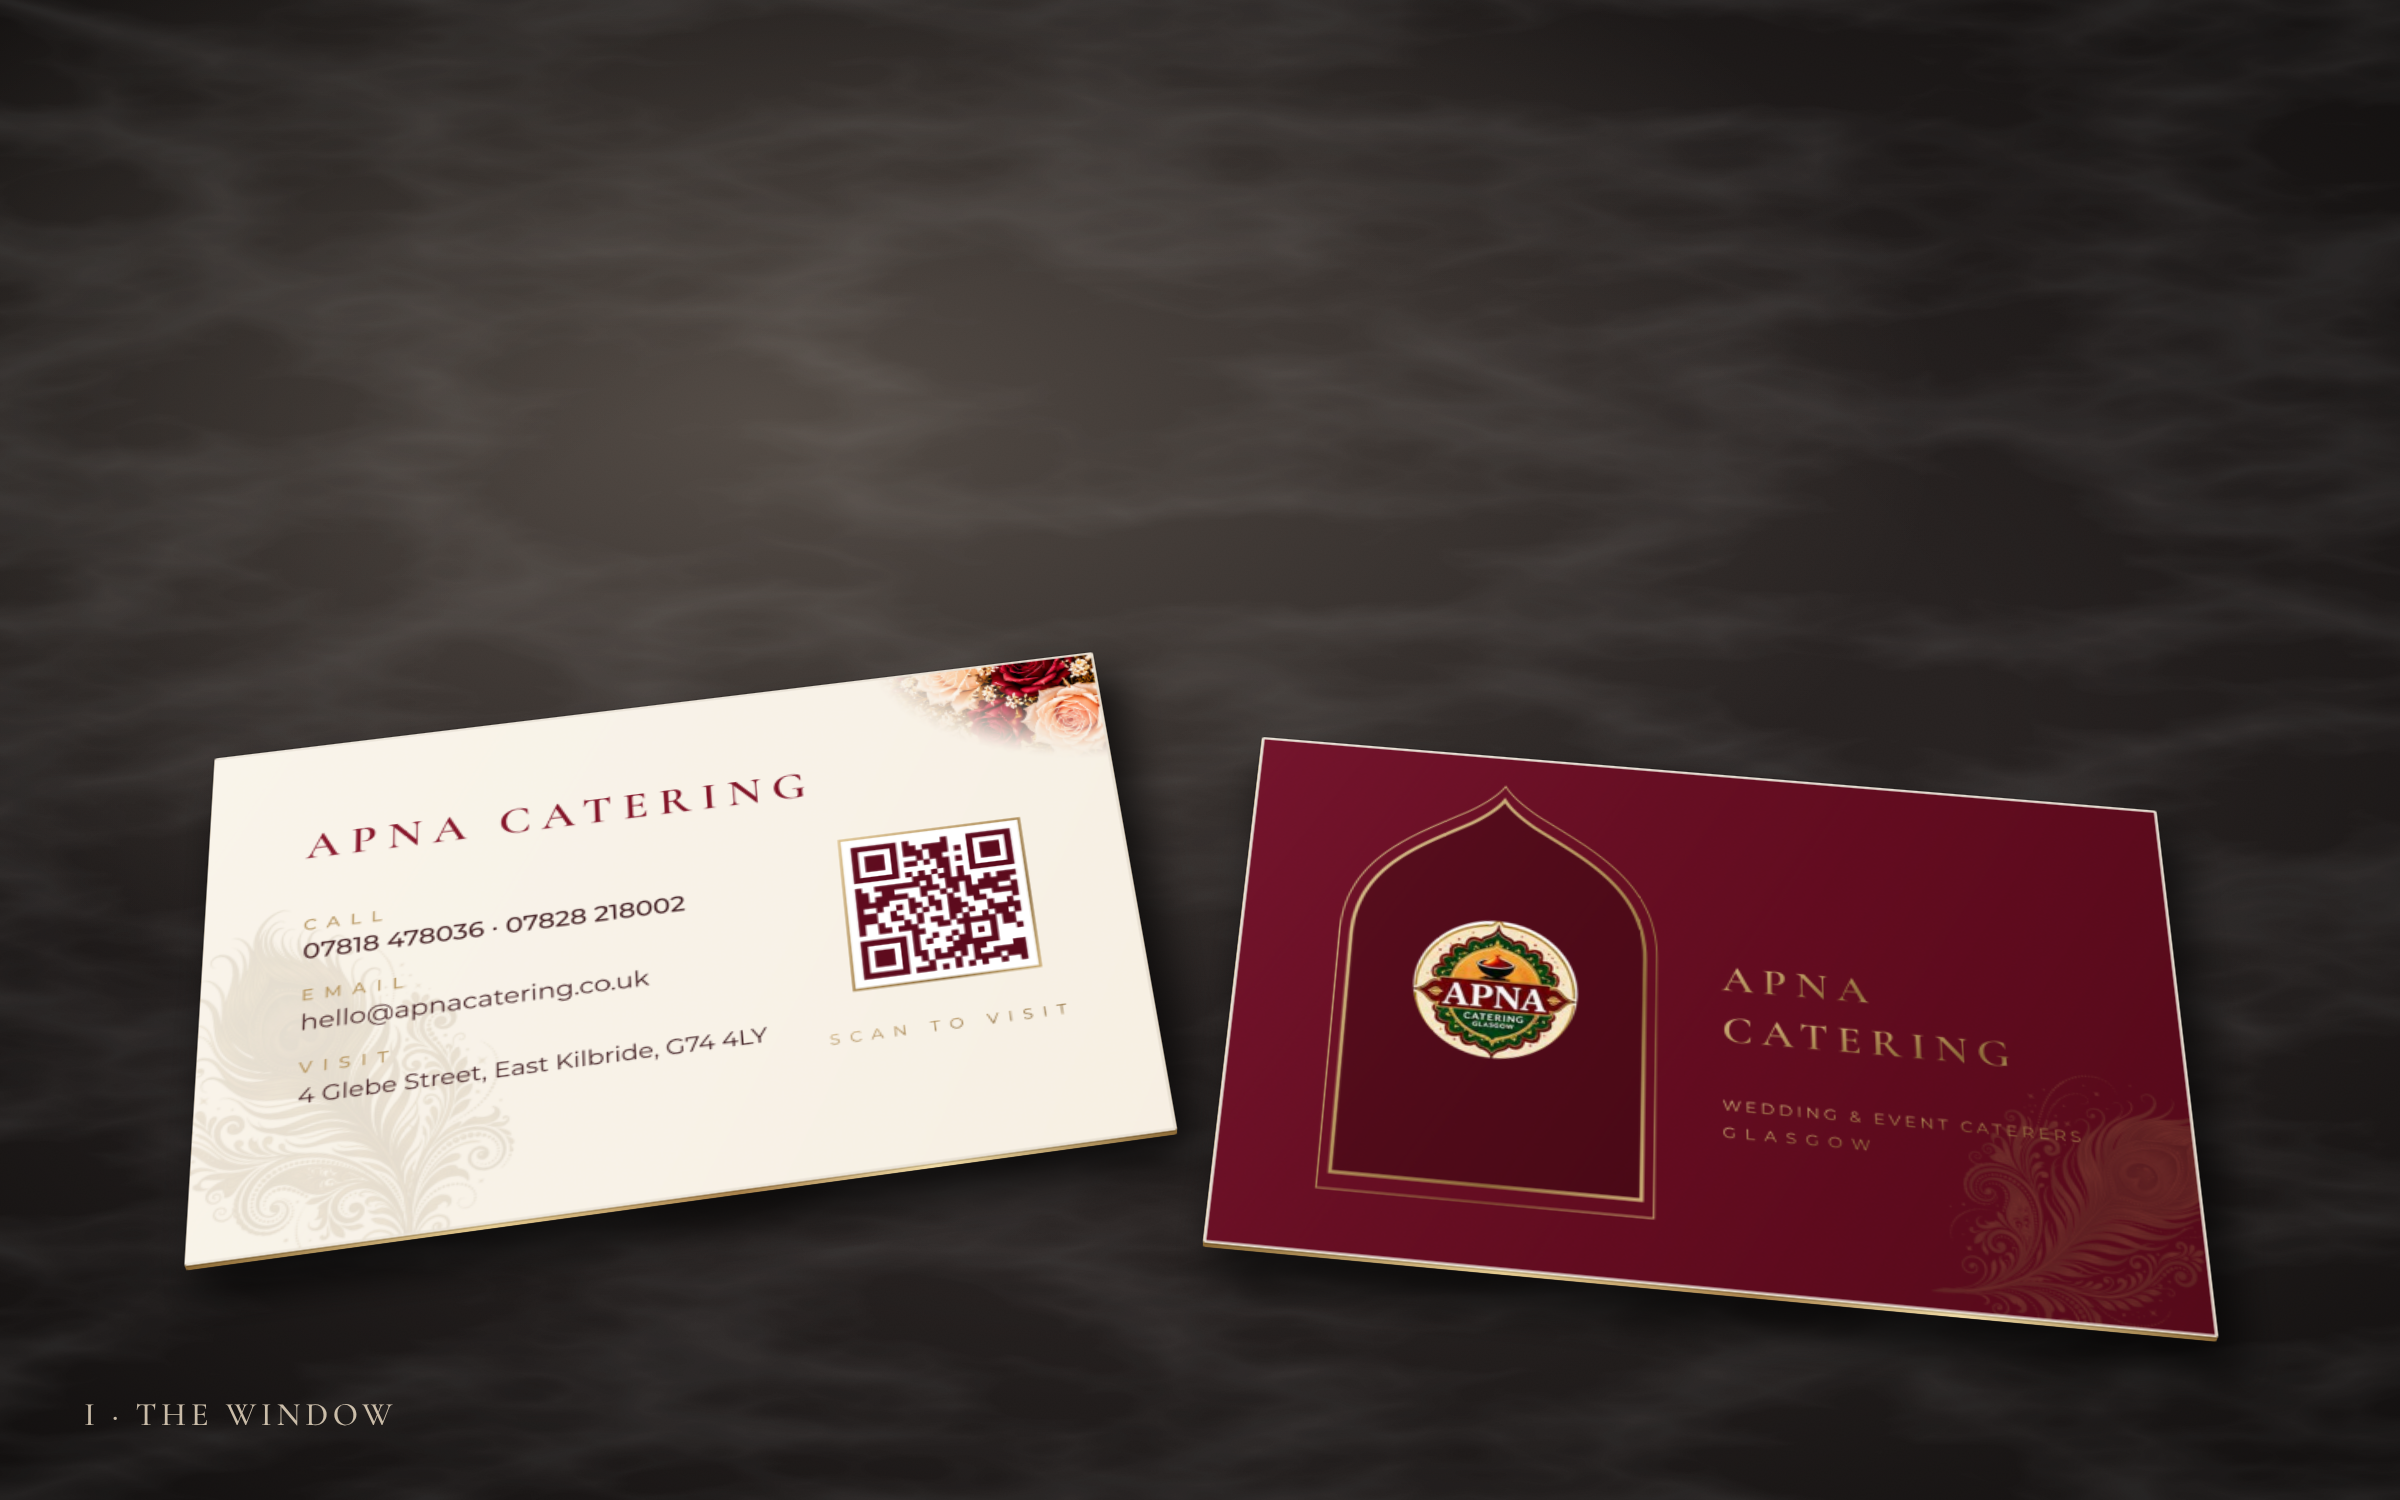 APNA CATERING
CALL
07818 478036 · 07828 218002
EMAIL
hello@apnacatering.co.uk
VISIT
4 Glebe Street, East Kilbride, G74 4LY
SCAN TO VISIT
APNA
CATERING
GLASGOW
APNA
CATERING
WEDDING & EVENT CATERERS
GLASGOW
I · THE WINDOW